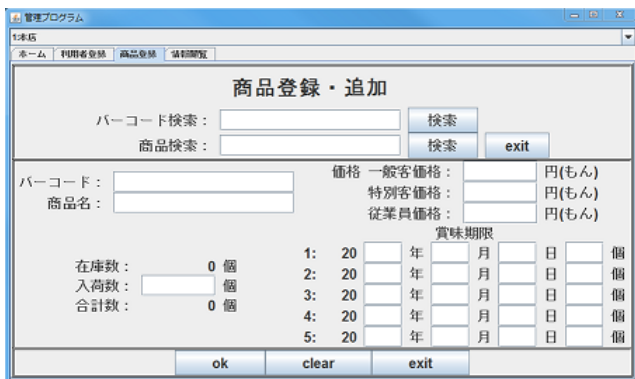 管理プログラム
1:本店
ホーム 利用者登録 商品登録 情報閲覧
商品登録・追加
バーコード検索： 検索
商品検索： 検索 exit
バーコード：
商品名：
価格 一般客価格： 円(もん)
特別客価格： 円(もん)
従業員価格： 円(もん)
賞味期限
在庫数： 0 個
入荷数： 個
合計数： 0 個
1: 20 年 月 日 個
2: 20 年 月 日 個
3: 20 年 月 日 個
4: 20 年 月 日 個
5: 20 年 月 日 個
ok clear exit